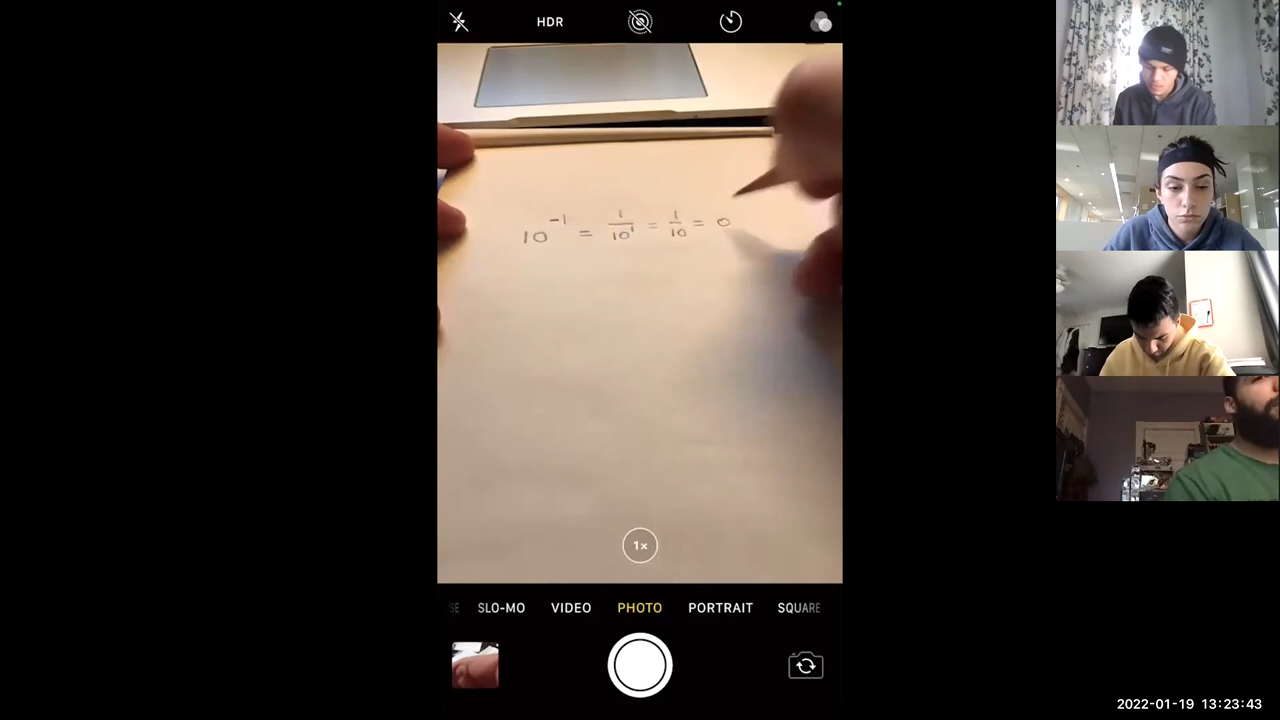 HDR
10⁻¹ = 1/10¹ = 1/10 = 0
1×
SLO-MO VIDEO PHOTO PORTRAIT SQUARE
2022-01-19 13:23:43